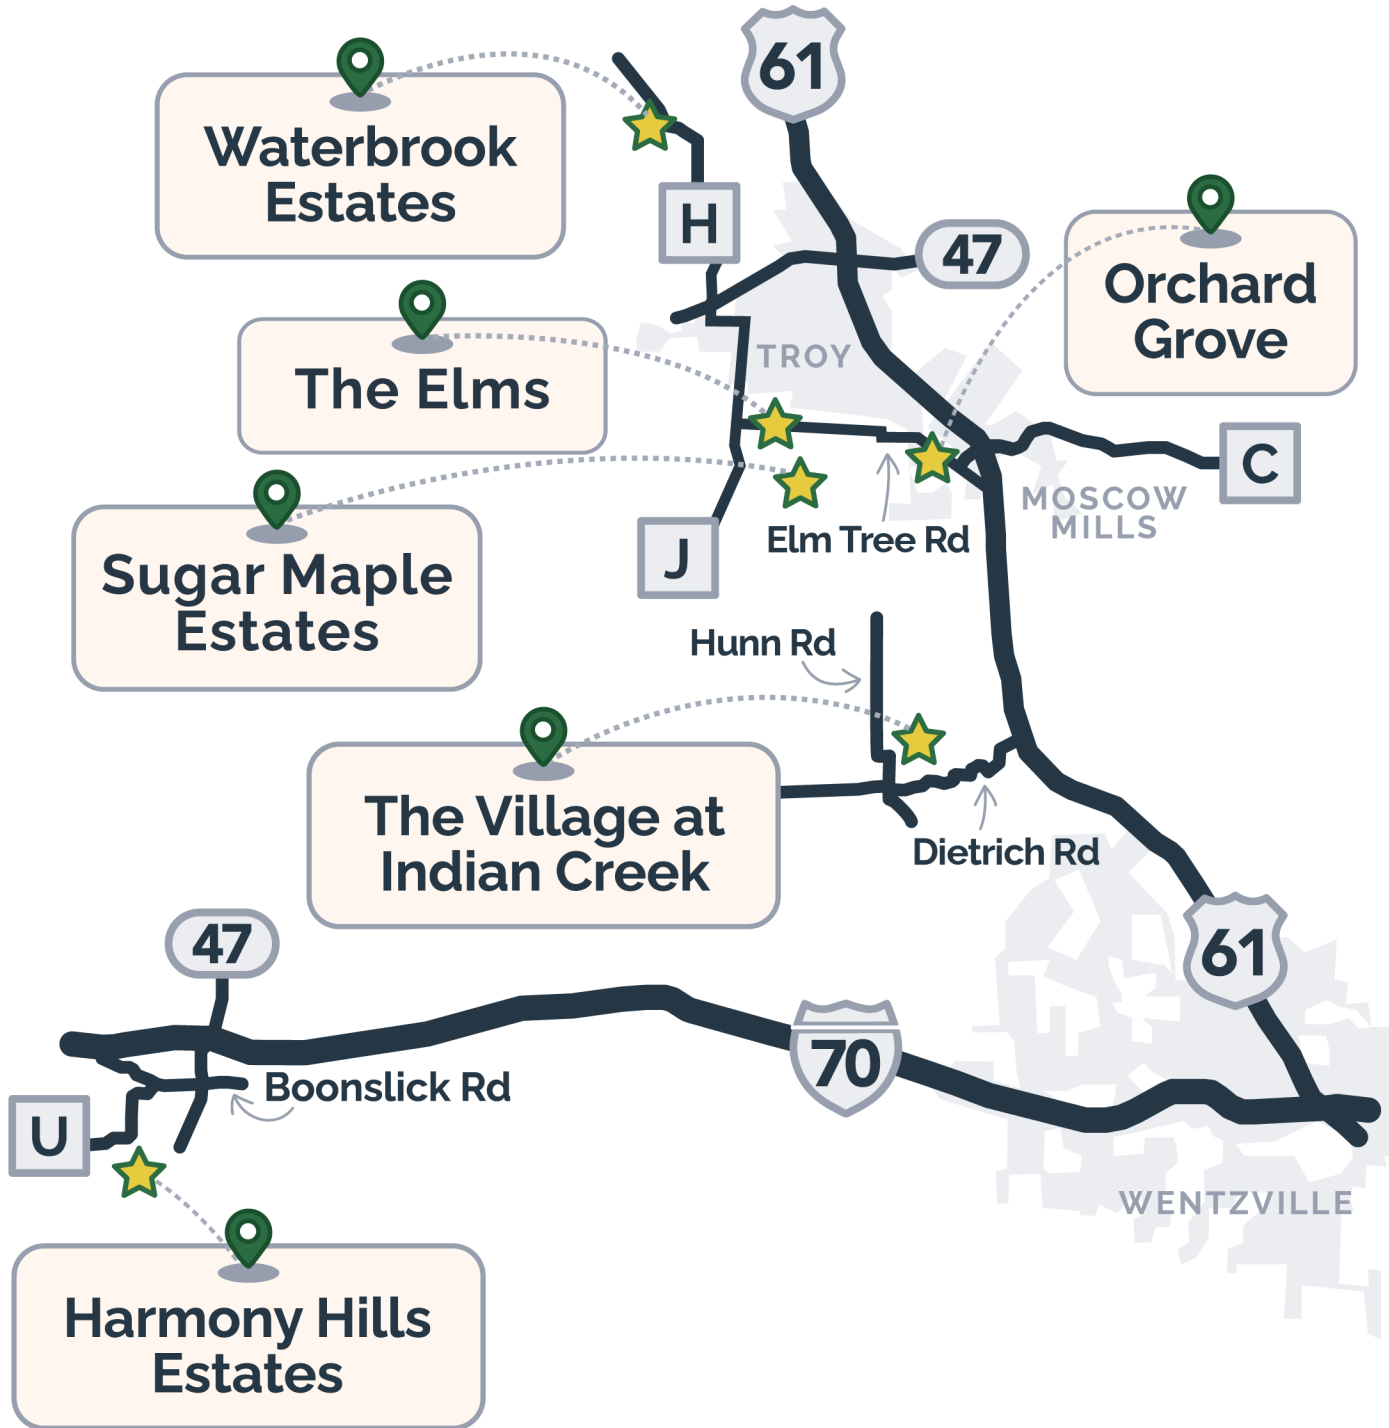 61
Waterbrook
Estates
H
47
Orchard
Grove
TROY
The Elms
C
MOSCOW
MILLS
Elm Tree Rd
J
Sugar Maple
Estates
Hunn Rd
The Village at
Indian Creek
Dietrich Rd
61
47
70
Boonslick Rd
U
WENTZVILLE
Harmony Hills
Estates